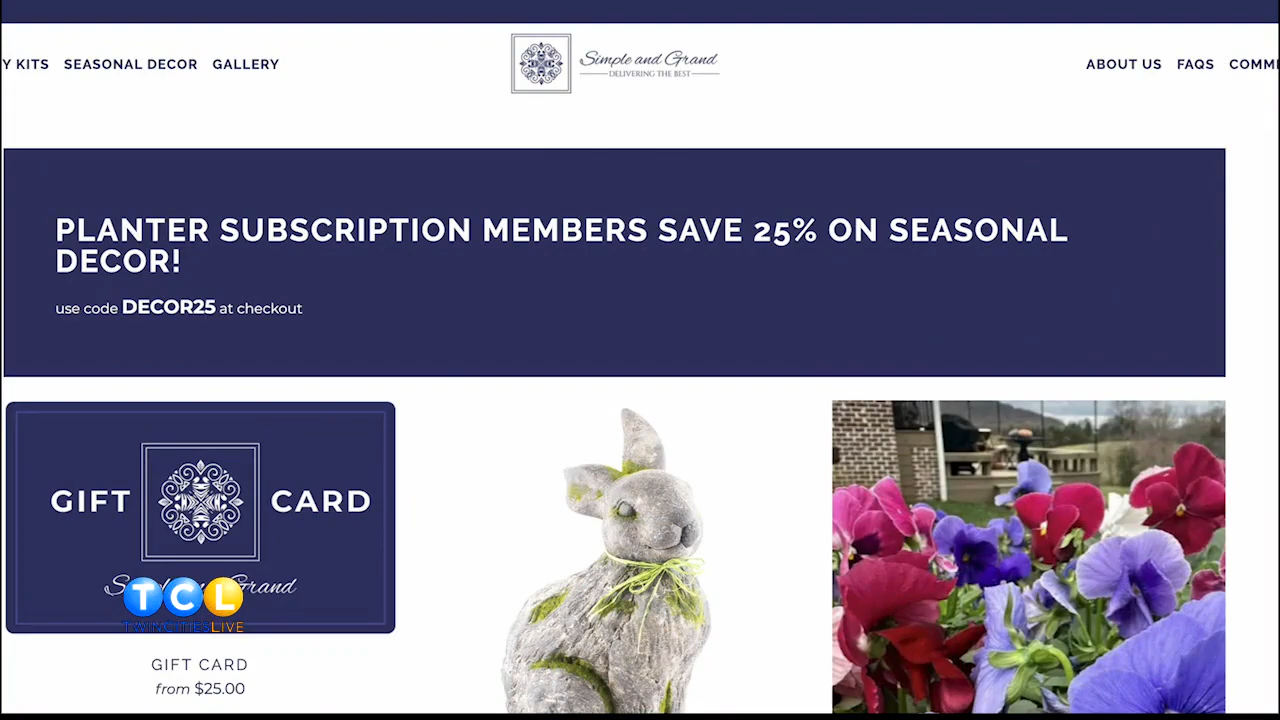 Y KITS SEASONAL DECOR GALLERY
Simple and Grand
DELIVERING THE BEST
ABOUT US FAQS COMM
PLANTER SUBSCRIPTION MEMBERS SAVE 25% ON SEASONAL
DECOR!
use code DECOR25 at checkout
GIFT CARD
Grand
TCL
TWINCITIESLIVE
GIFT CARD
from $25.00